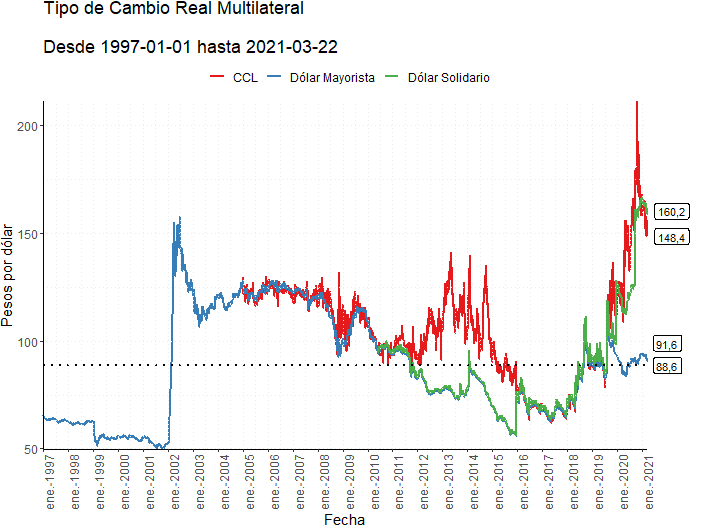 Tipo de Cambio Real Multilateral
Desde 1997-01-01 hasta 2021-03-22
CCL Dólar Mayorista Dólar Solidario
Pesos por dólar
200
150
100
50
160,2
148,4
91,6
88,6
ene.-1997
ene.-1998
ene.-1999
ene.-2000
ene.-2001
ene.-2002
ene.-2003
ene.-2004
ene.-2005
ene.-2006
ene.-2007
ene.-2008
ene.-2009
ene.-2010
ene.-2011
ene.-2012
ene.-2013
ene.-2014
ene.-2015
ene.-2016
ene.-2017
ene.-2018
ene.-2019
ene.-2020
ene.-2021
Fecha